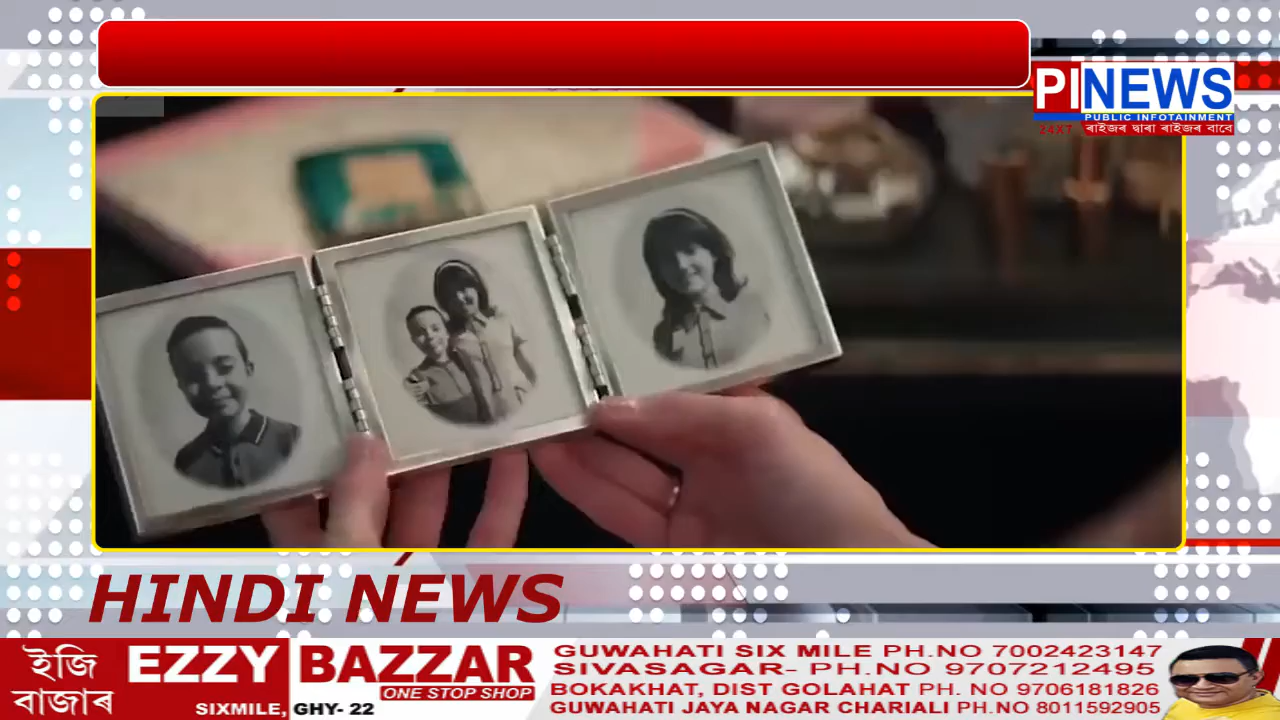 PINEWS
PUBLIC INFOTAINMENT
24X7 ৰাইজৰ দ্বাৰা ৰাইজৰ বাবে
HINDI NEWS
ইজি বাজাৰ
EZZY BAZZAR
ONE STOP SHOP
SIXMILE, GHY- 22
GUWAHATI SIX MILE PH.NO 7002423147
SIVASAGAR- PH.NO 9707212495
BOKAKHAT, DIST GOLAHAT PH. NO 9706181826
GUWAHATI JAYA NAGAR CHARIALI PH.NO 8011592905